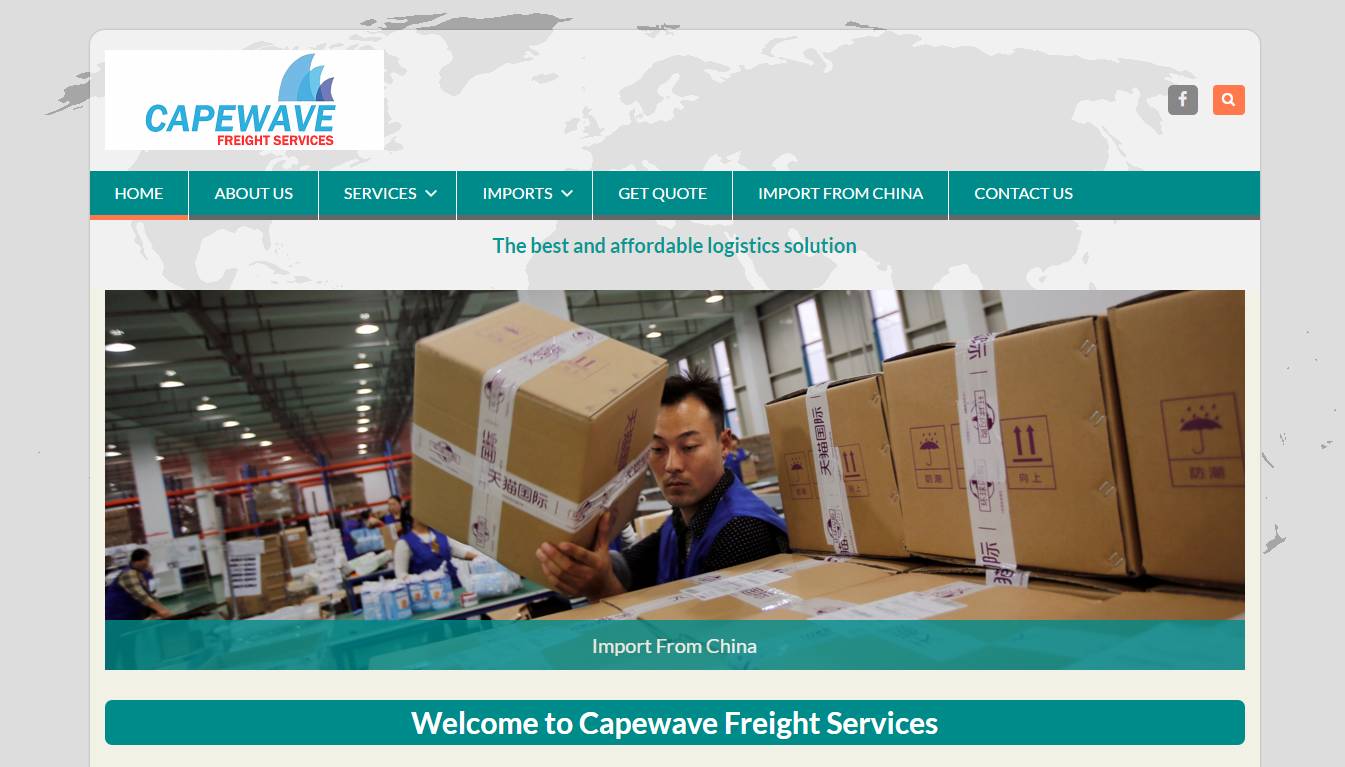 CAPEWAVE
FREIGHT SERVICES
HOME
ABOUT US
SERVICES
IMPORTS
GET QUOTE
IMPORT FROM CHINA
CONTACT US
The best and affordable logistics solution
天猫国际
天猫国际
防潮
向上
防潮
Import From China
Welcome to Capewave Freight Services